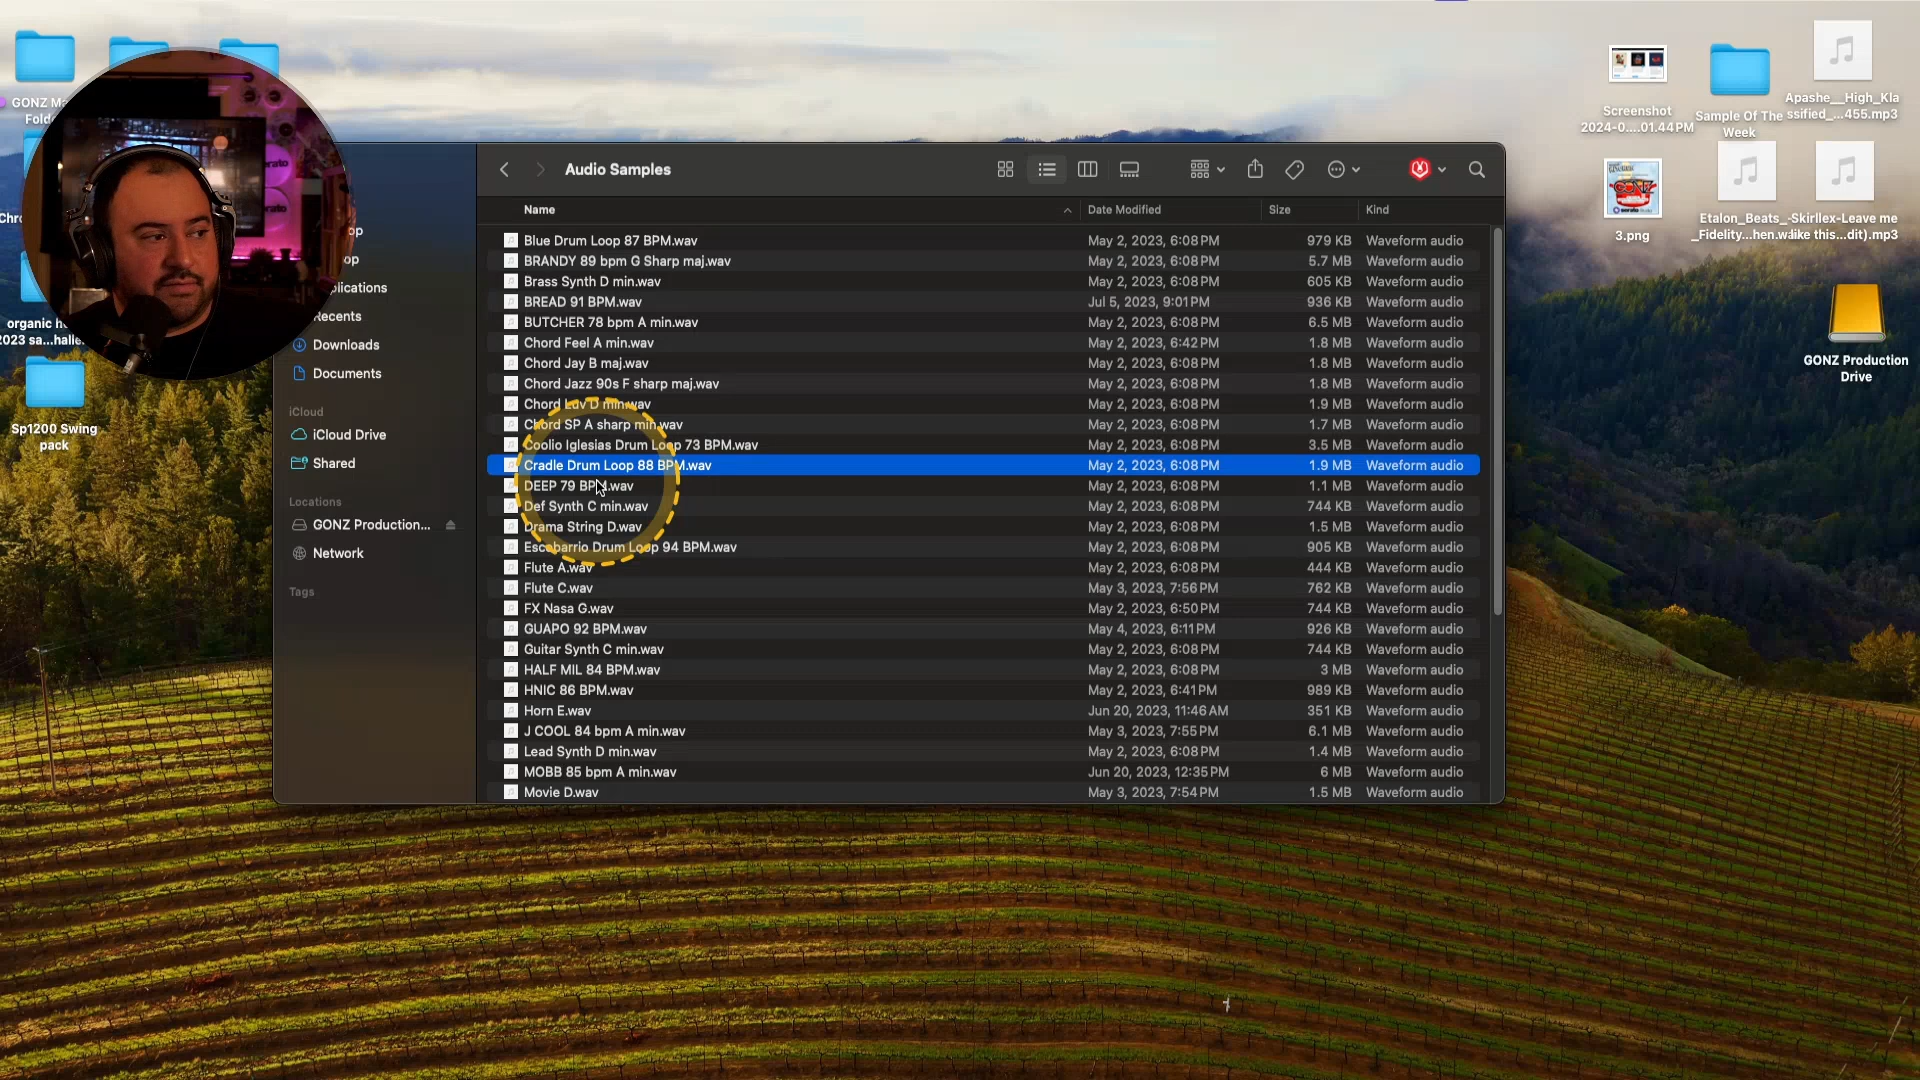 GONZ Ma
Folde
Chro
organic h
2023 sa...halle
Sp1200 Swing
pack
serato
serato
Audio Samples
Name
Date Modified
Size
Kind
op
op
plications
Recents
Downloads
Documents
iCloud
iCloud Drive
Shared
Locations
GONZ Production...
Network
Tags
Blue Drum Loop 87 BPM.wav May 2, 2023, 6:08 PM 979 KB Waveform audio
BRANDY 89 bpm G Sharp maj.wav May 2, 2023, 6:08 PM 5.7 MB Waveform audio
Brass Synth D min.wav May 2, 2023, 6:08 PM 605 KB Waveform audio
BREAD 91 BPM.wav Jul 5, 2023, 9:01 PM 936 KB Waveform audio
BUTCHER 78 bpm A min.wav May 2, 2023, 6:08 PM 6.5 MB Waveform audio
Chord Feel A min.wav May 2, 2023, 6:42 PM 1.8 MB Waveform audio
Chord Jay B maj.wav May 2, 2023, 6:08 PM 1.8 MB Waveform audio
Chord Jazz 90s F sharp maj.wav May 2, 2023, 6:08 PM 1.8 MB Waveform audio
Chord Luv D min.wav May 2, 2023, 6:08 PM 1.9 MB Waveform audio
Chord SP A sharp min.wav May 2, 2023, 6:08 PM 1.7 MB Waveform audio
Coolio Iglesias Drum Loop 73 BPM.wav May 2, 2023, 6:08 PM 3.5 MB Waveform audio
Cradle Drum Loop 88 BPM.wav May 2, 2023, 6:08 PM 1.9 MB Waveform audio
DEEP 79 BPM.wav May 2, 2023, 6:08 PM 1.1 MB Waveform audio
Def Synth C min.wav May 2, 2023, 6:08 PM 744 KB Waveform audio
Drama String D.wav May 2, 2023, 6:08 PM 1.5 MB Waveform audio
Escobarrio Drum Loop 94 BPM.wav May 2, 2023, 6:08 PM 905 KB Waveform audio
Flute A.wav May 2, 2023, 6:08 PM 444 KB Waveform audio
Flute C.wav May 3, 2023, 7:56 PM 762 KB Waveform audio
FX Nasa G.wav May 2, 2023, 6:50 PM 744 KB Waveform audio
GUAPO 92 BPM.wav May 4, 2023, 6:11 PM 926 KB Waveform audio
Guitar Synth C min.wav May 2, 2023, 6:08 PM 744 KB Waveform audio
HALF MIL 84 BPM.wav May 2, 2023, 6:08 PM 3 MB Waveform audio
HNIC 86 BPM.wav May 2, 2023, 6:41 PM 989 KB Waveform audio
Horn E.wav Jun 20, 2023, 11:46 AM 351 KB Waveform audio
J COOL 84 bpm A min.wav May 3, 2023, 7:55 PM 6.1 MB Waveform audio
Lead Synth D min.wav May 2, 2023, 6:08 PM 1.4 MB Waveform audio
MOBB 85 bpm A min.wav Jun 20, 2023, 12:35 PM 6 MB Waveform audio
Movie D.wav May 3, 2023, 7:54 PM 1.5 MB Waveform audio
Screenshot
2024-0....01.44 PM
Sample Of The
Week
Apashe__High_Kla
ssified_...455.mp3
GONZ
3.png
Etalon_Beats_-
_Fidelity...hen.wa
Skirllex-Leave me
like this...dit).mp3
GONZ Production
Drive